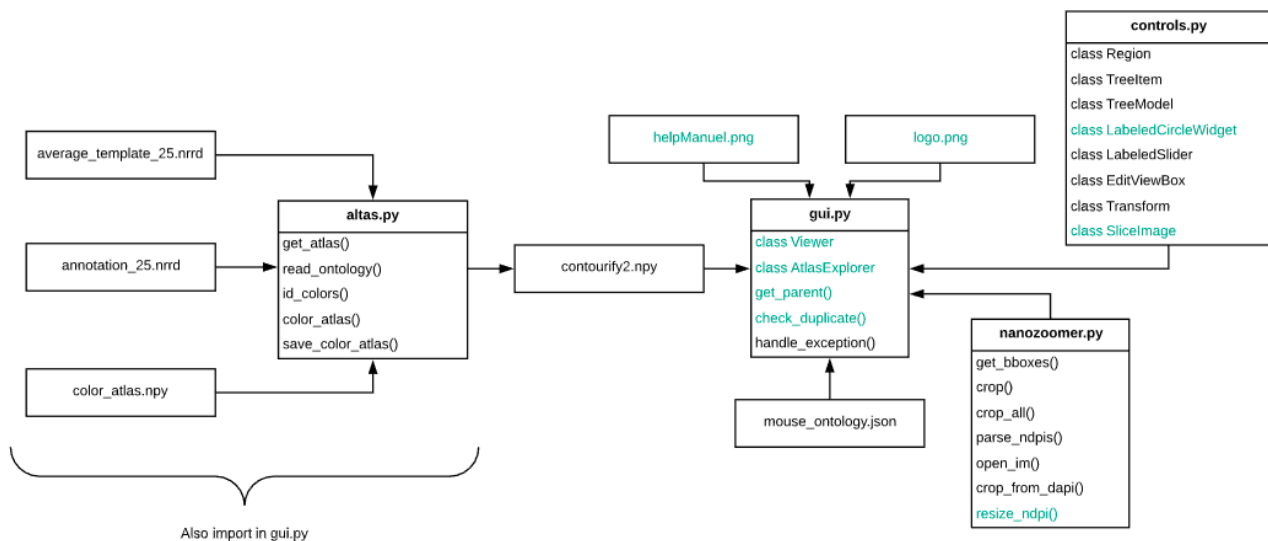 controls.py
class Region
class TreeItem
class TreeModel
class LabeledCircleWidget
class LabeledSlider
class EditViewBox
class Transform
class SliceImage
average_template_25.nrrd
annotation_25.nrrd
color_atlas.npy
altas.py
get_atlas()
read_ontology()
id_colors()
color_atlas()
save_color_atlas()
contourify2.npy
helpManuel.png
logo.png
gui.py
class Viewer
class AtlasExplorer
get_parent()
check_duplicate()
handle_exception()
mouse_ontology.json
nanozoomer.py
get_bboxes()
crop()
crop_all()
parse_ndpis()
open_im()
crop_from_dapi()
resize_ndpi()
Also import in gui.py